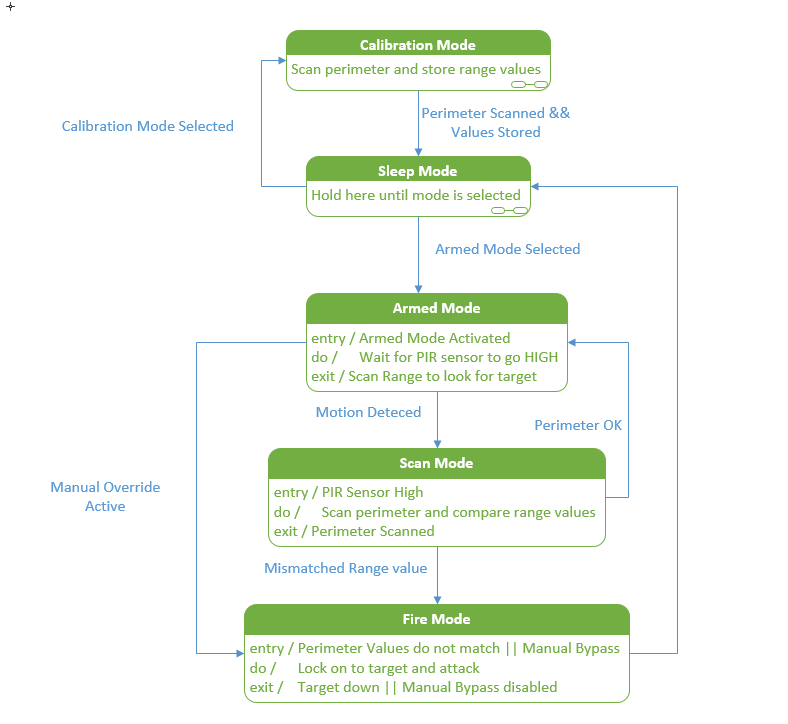 Calibration Mode
Scan perimeter and store range values
Perimeter Scanned &&
Values Stored
Calibration Mode Selected
Sleep Mode
Hold here until mode is selected
Armed Mode Selected
Armed Mode
entry / Armed Mode Activated
do / Wait for PIR sensor to go HIGH
exit / Scan Range to look for target
Motion Deteced
Perimeter OK
Scan Mode
entry / PIR Sensor High
do / Scan perimeter and compare range values
exit / Perimeter Scanned
Manual Override
Active
Mismatched Range value
Fire Mode
entry / Perimeter Values do not match || Manual Bypass
do / Lock on to target and attack
exit / Target down || Manual Bypass disabled